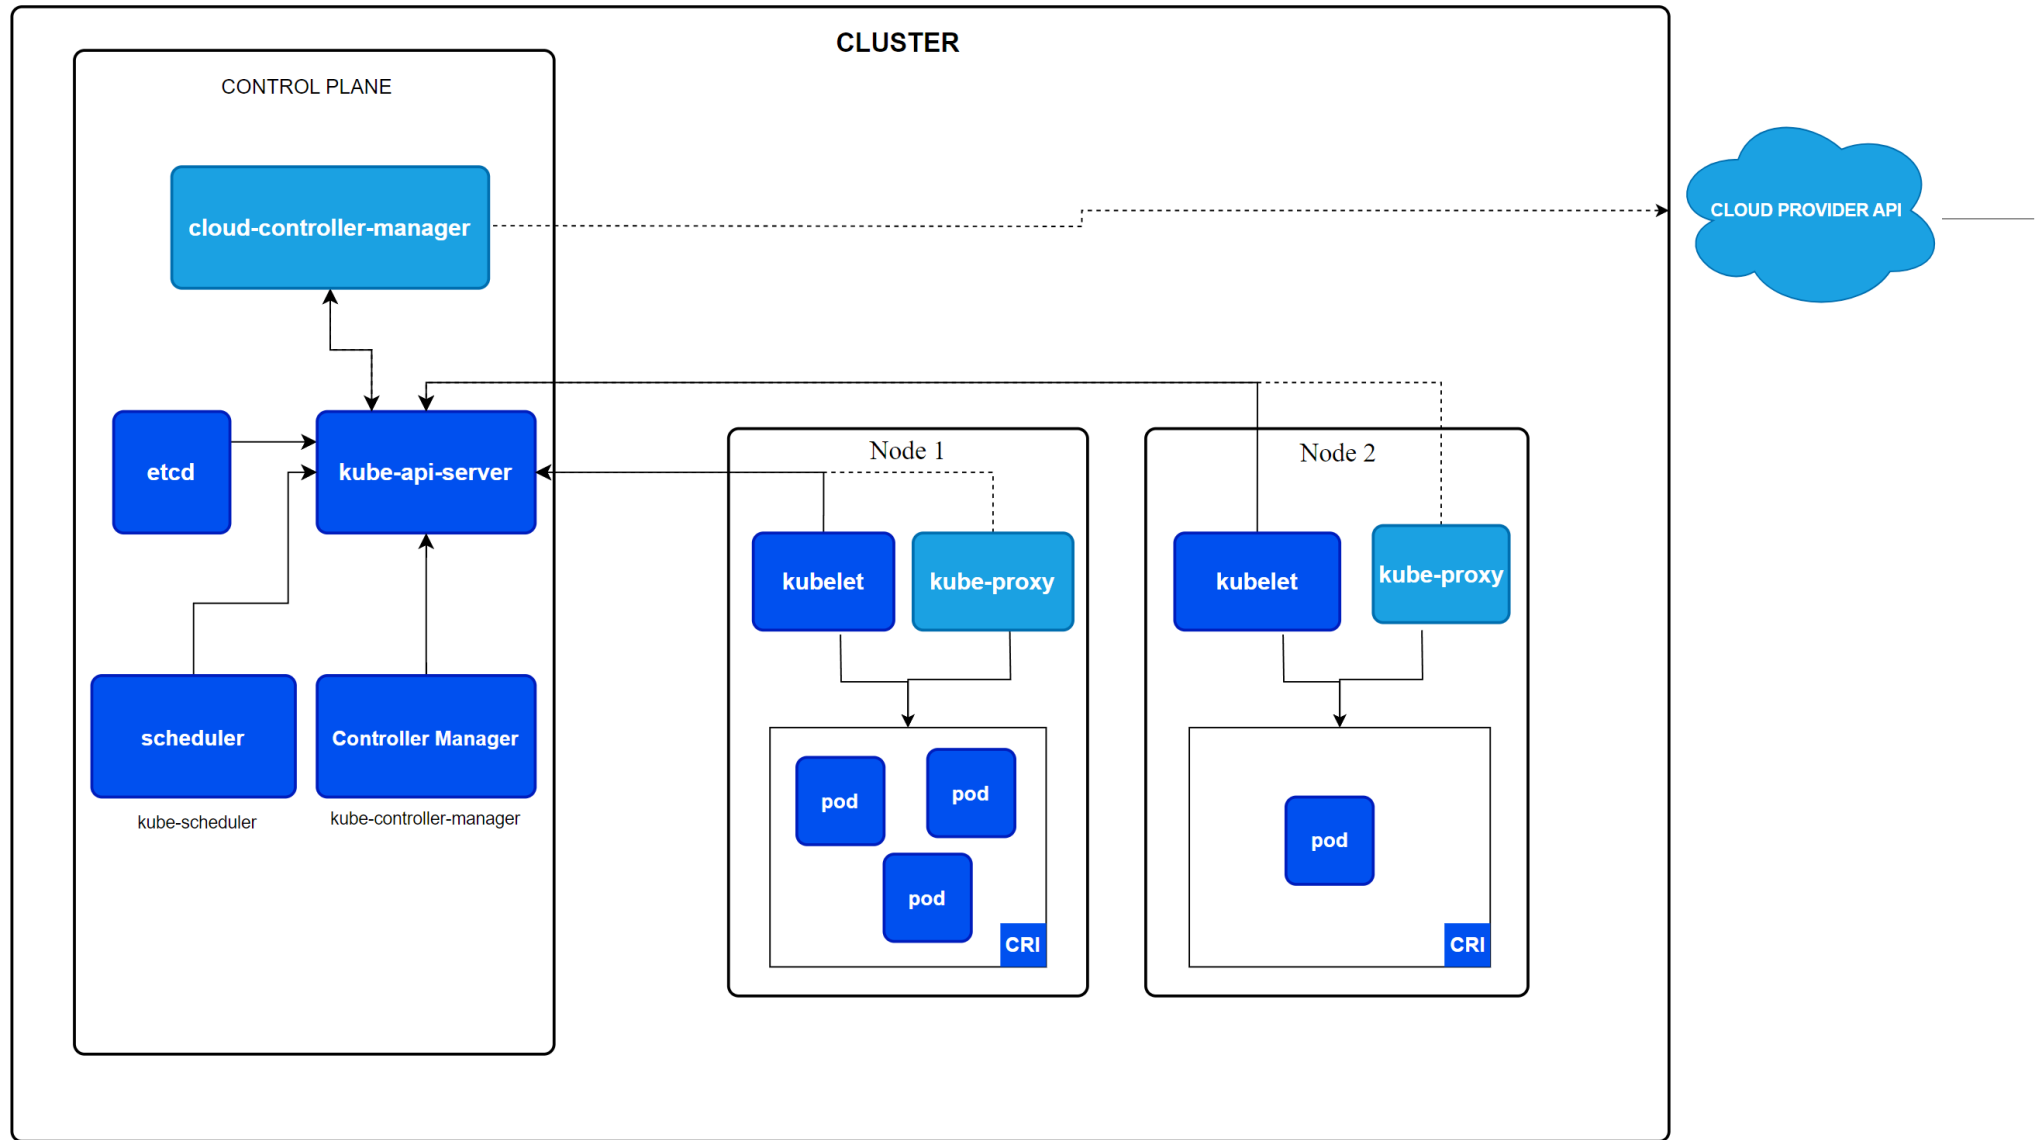 CLUSTER
CONTROL PLANE
cloud-controller-manager
CLOUD PROVIDER API
etcd
kube-api-server
Node 1
Node 2
kubelet
kube-proxy
kubelet
kube-proxy
scheduler
Controller Manager
kube-scheduler
kube-controller-manager
pod
pod
pod
CRI
pod
CRI